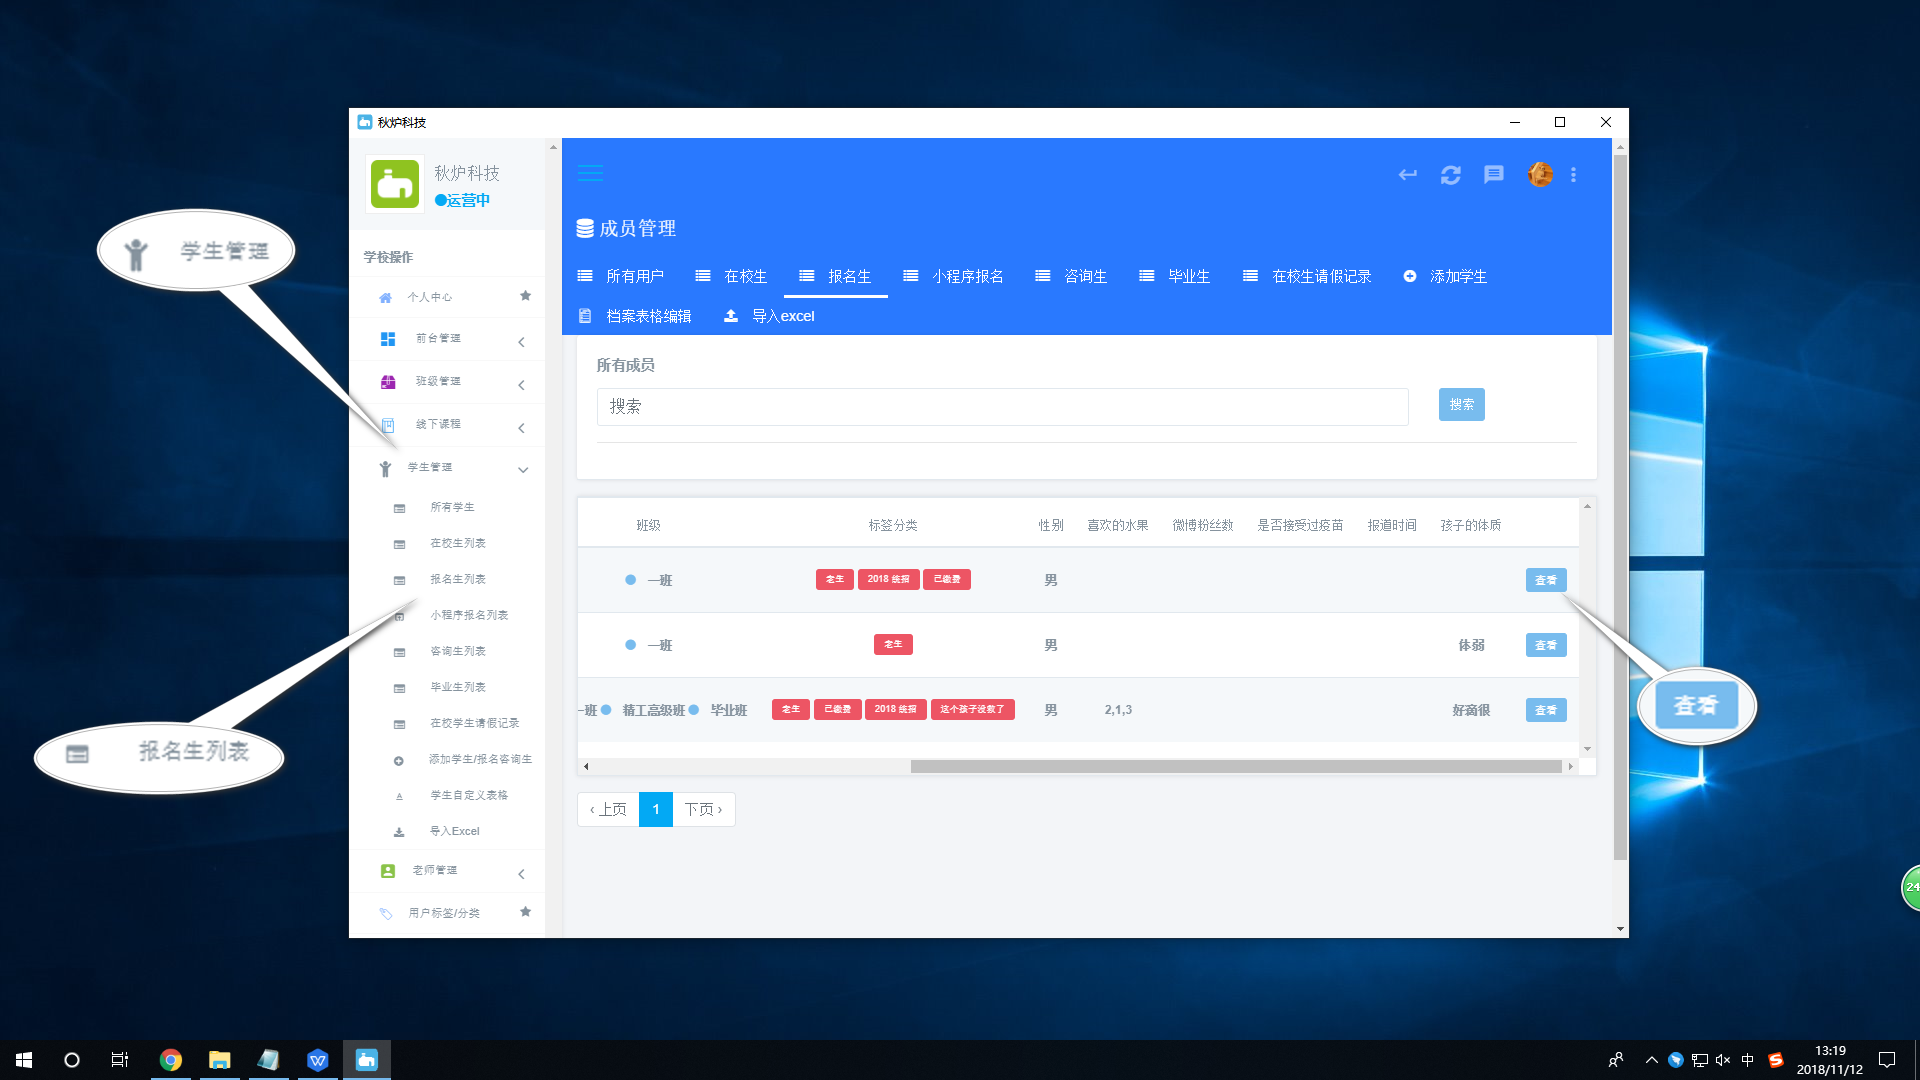 秋炉科技
秋炉科技
运营中
学校操作
个人中心
前台管理
班级管理
线下课程
学生管理
所有学生
在校生列表
报名生列表
小程序报名列表
咨询生列表
毕业生列表
在校学生请假记录
添加学生/报名咨询生
学生自定义表格
导入Excel
老师管理
用户标签/分类
学生管理
报名生列表
成员管理
所有用户 在校生 报名生 小程序报名 咨询生 毕业生 在校生请假记录 添加学生
档案表格编辑 导入excel
所有成员
搜索 搜索
班级 标签分类 性别 喜欢的水果 微博粉丝数 是否接受过疫苗 报道时间 孩子的体质
一班 老生 2018 统招 已缴费 男 查看
一班 老生 男 体弱 查看
一班 精工高级班 毕业班 老生 已缴费 2018 统招 这个孩子没救了 男 2,1,3 好滴很 查看
查看
‹ 上页 1 下页 ›
24
中
13:19
2018/11/12